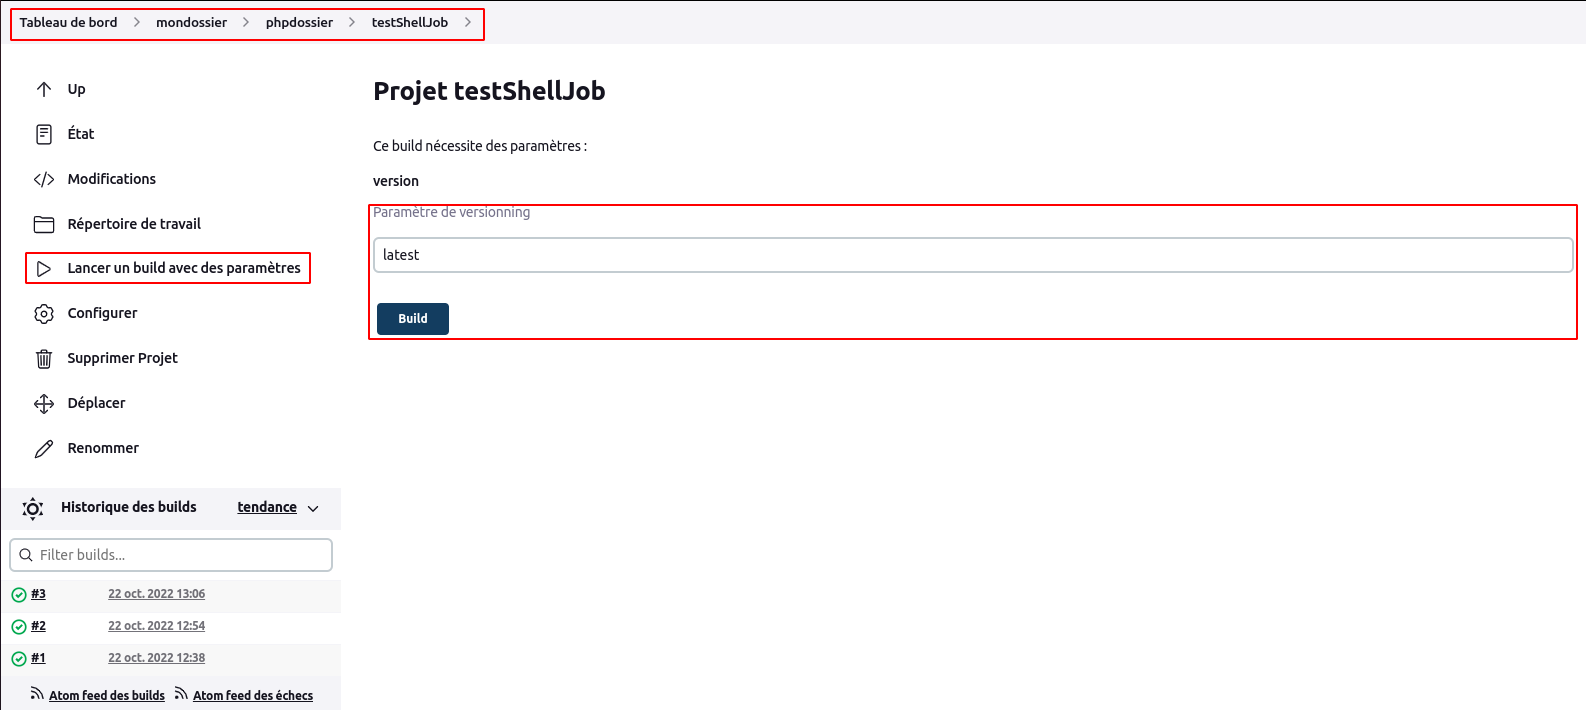 Tableau de bord > mondossier > phpdossier > testShellJob >
Up
État
Modifications
Répertoire de travail
Lancer un build avec des paramètres
Configurer
Supprimer Projet
Déplacer
Renommer
Historique des builds tendance
Filter builds...
#3 22 oct. 2022 13:06
#2 22 oct. 2022 12:54
#1 22 oct. 2022 12:38
Atom feed des builds Atom feed des échecs
Projet testShellJob
Ce build nécessite des paramètres :
version
Paramètre de versionning
latest
Build